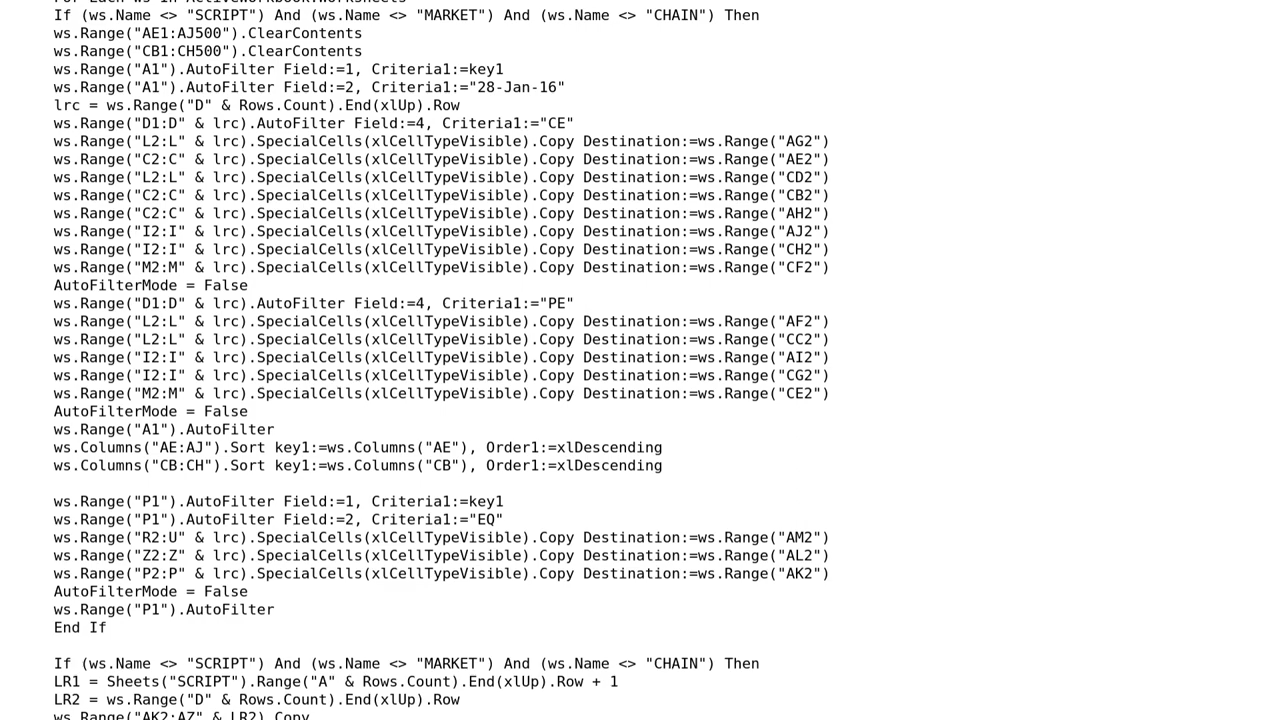 For Each ws In ActiveWorkbook.Worksheets
If (ws.Name <> "SCRIPT") And (ws.Name <> "MARKET") And (ws.Name <> "CHAIN") Then
ws.Range("AE1:AJ500").ClearContents
ws.Range("CB1:CH500").ClearContents
ws.Range("A1").AutoFilter Field:=1, Criteria1:=key1
ws.Range("A1").AutoFilter Field:=2, Criteria1:="28-Jan-16"
lrc = ws.Range("D" & Rows.Count).End(xlUp).Row
ws.Range("D1:D" & lrc).AutoFilter Field:=4, Criteria1:="CE"
ws.Range("L2:L" & lrc).SpecialCells(xlCellTypeVisible).Copy Destination:=ws.Range("AG2")
ws.Range("C2:C" & lrc).SpecialCells(xlCellTypeVisible).Copy Destination:=ws.Range("AE2")
ws.Range("L2:L" & lrc).SpecialCells(xlCellTypeVisible).Copy Destination:=ws.Range("CD2")
ws.Range("C2:C" & lrc).SpecialCells(xlCellTypeVisible).Copy Destination:=ws.Range("CB2")
ws.Range("C2:C" & lrc).SpecialCells(xlCellTypeVisible).Copy Destination:=ws.Range("AH2")
ws.Range("I2:I" & lrc).SpecialCells(xlCellTypeVisible).Copy Destination:=ws.Range("AJ2")
ws.Range("I2:I" & lrc).SpecialCells(xlCellTypeVisible).Copy Destination:=ws.Range("CH2")
ws.Range("M2:M" & lrc).SpecialCells(xlCellTypeVisible).Copy Destination:=ws.Range("CF2")
AutoFilterMode = False
ws.Range("D1:D" & lrc).AutoFilter Field:=4, Criteria1:="PE"
ws.Range("L2:L" & lrc).SpecialCells(xlCellTypeVisible).Copy Destination:=ws.Range("AF2")
ws.Range("L2:L" & lrc).SpecialCells(xlCellTypeVisible).Copy Destination:=ws.Range("CC2")
ws.Range("I2:I" & lrc).SpecialCells(xlCellTypeVisible).Copy Destination:=ws.Range("AI2")
ws.Range("I2:I" & lrc).SpecialCells(xlCellTypeVisible).Copy Destination:=ws.Range("CG2")
ws.Range("M2:M" & lrc).SpecialCells(xlCellTypeVisible).Copy Destination:=ws.Range("CE2")
AutoFilterMode = False
ws.Range("A1").AutoFilter
ws.Columns("AE:AJ").Sort key1:=ws.Columns("AE"), Order1:=xlDescending
ws.Columns("CB:CH").Sort key1:=ws.Columns("CB"), Order1:=xlDescending
ws.Range("P1").AutoFilter Field:=1, Criteria1:=key1
ws.Range("P1").AutoFilter Field:=2, Criteria1:="EQ"
ws.Range("R2:U" & lrc).SpecialCells(xlCellTypeVisible).Copy Destination:=ws.Range("AM2")
ws.Range("Z2:Z" & lrc).SpecialCells(xlCellTypeVisible).Copy Destination:=ws.Range("AL2")
ws.Range("P2:P" & lrc).SpecialCells(xlCellTypeVisible).Copy Destination:=ws.Range("AK2")
AutoFilterMode = False
ws.Range("P1").AutoFilter
End If
If (ws.Name <> "SCRIPT") And (ws.Name <> "MARKET") And (ws.Name <> "CHAIN") Then
LR1 = Sheets("SCRIPT").Range("A" & Rows.Count).End(xlUp).Row + 1
LR2 = ws.Range("D" & Rows.Count).End(xlUp).Row
ws.Range("AK2:AZ" & LR2).Copy